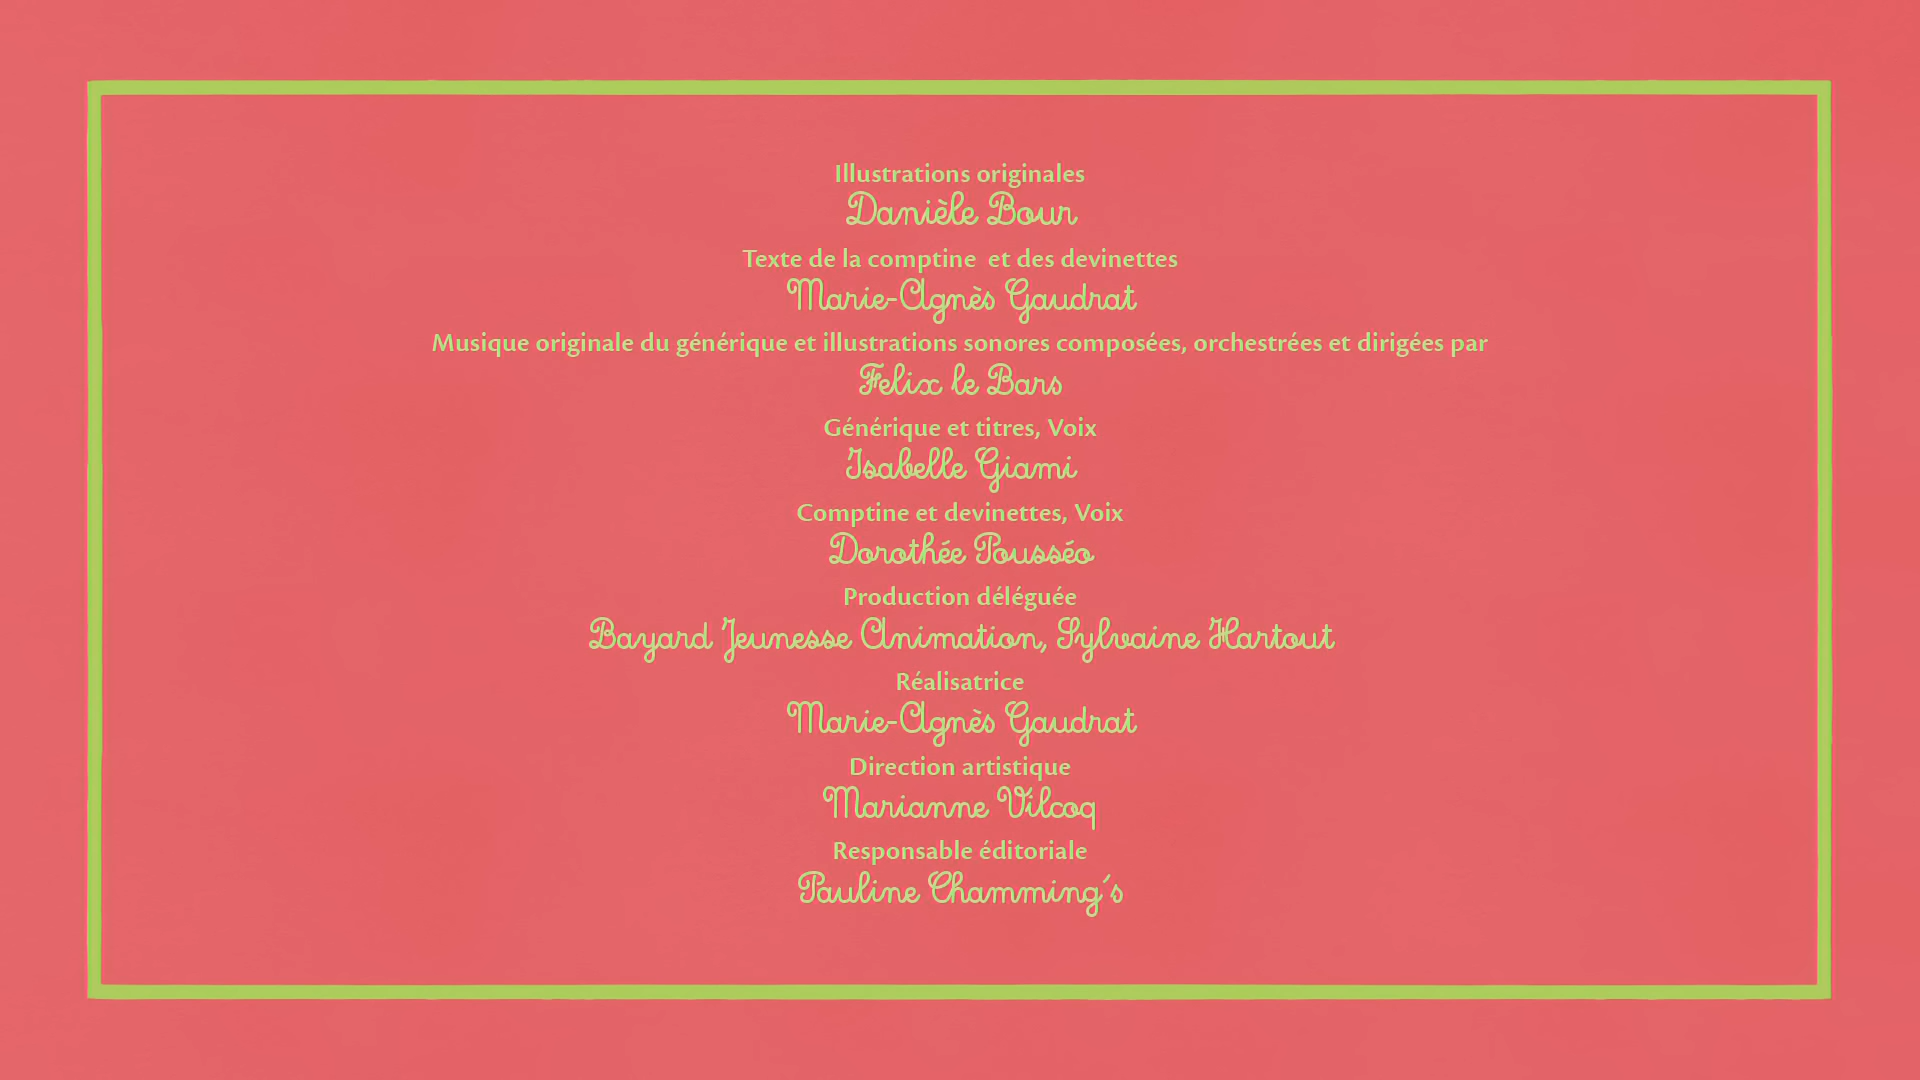 Illustrations originales
Danièle Bour
Texte de la comptine et des devinettes
Marie-Agnès Gaudrat
Musique originale du générique et illustrations sonores composées, orchestrées et dirigées par
Felix le Bars
Générique et titres, Voix
Isabelle Giami
Comptine et devinettes, Voix
Dorothée Pousséo
Production déléguée
Bayard Jeunesse Animation, Sylvaine Hartout
Réalisatrice
Marie-Agnès Gaudrat
Direction artistique
Marianne Vilcoq
Responsable éditoriale
Pauline Chamming's